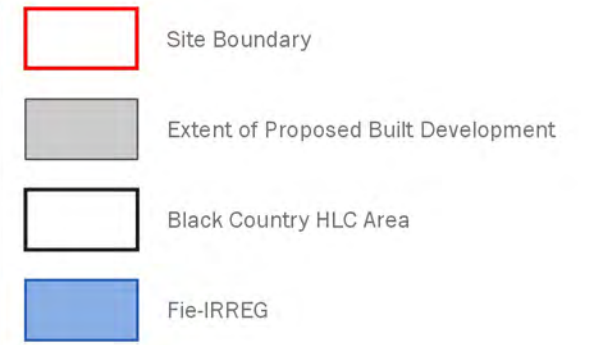 Site Boundary
Extent of Proposed Built Development
Black Country HLC Area
Fie-IRREG